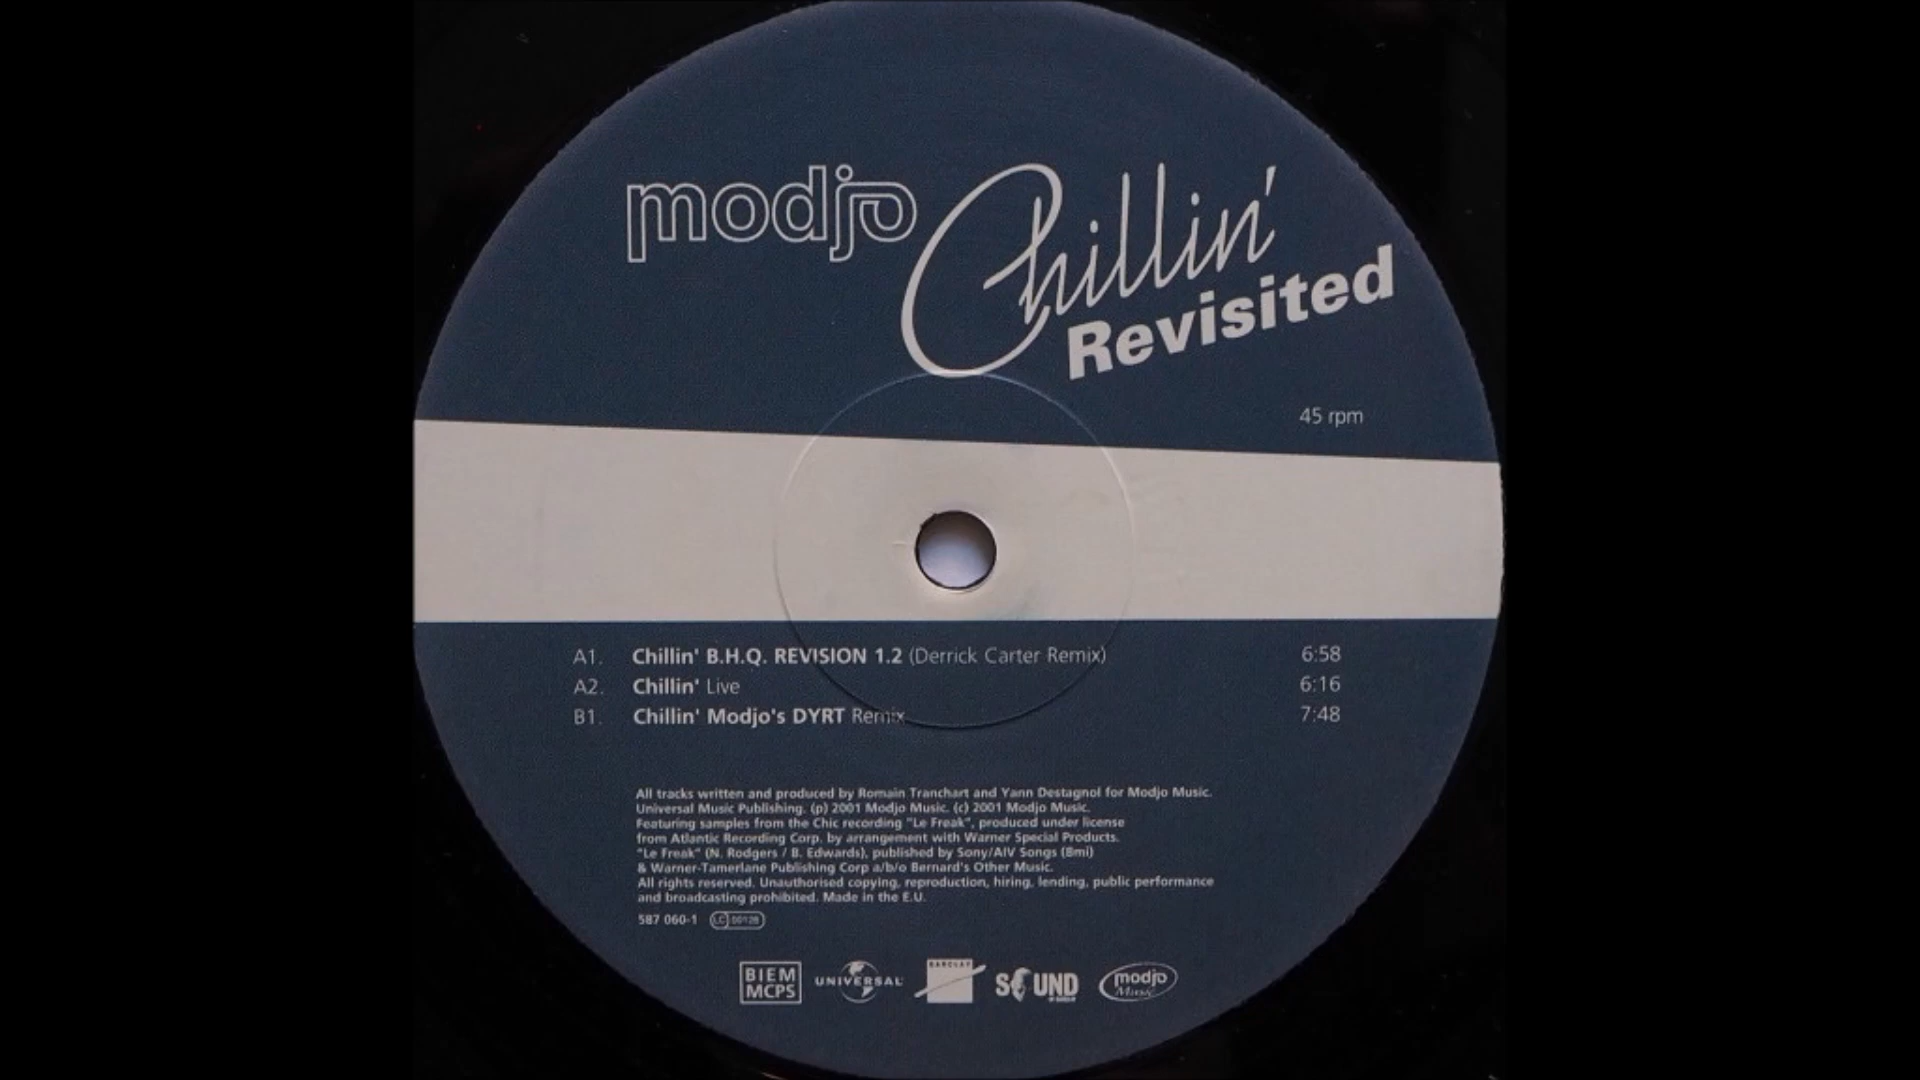 modjo Chillin'
Revisited
45 rpm
A1. Chillin' B.H.Q. REVISION 1.2 (Derrick Carter Remix) 6:58
A2. Chillin' Live 6:16
B1. Chillin' Modjo's DYRT Remix 7:48
All tracks written and produced by Romain Tranchart and Yann Destagnol for Modjo Music.
Universal Music Publishing. (p) 2001 Modjo Music. (c) 2001 Modjo Music.
Featuring samples from the Chic recording "Le Freak", produced under license
from Atlantic Recording Corp. by arrangement with Warner Special Products.
"Le Freak" (N. Rodgers / B. Edwards), published by Sony/AIV Songs (Bmi)
& Warner-Tamerlane Publishing Corp a/b/o Bernard's Other Music.
All rights reserved. Unauthorised copying, reproduction, hiring, lending, public performance
and broadcasting prohibited. Made in the E.U.
587 060-1 LC 00126
BIEM
MCPS
UNIVERSAL
BARCLAY
SOUND
modjo
Music